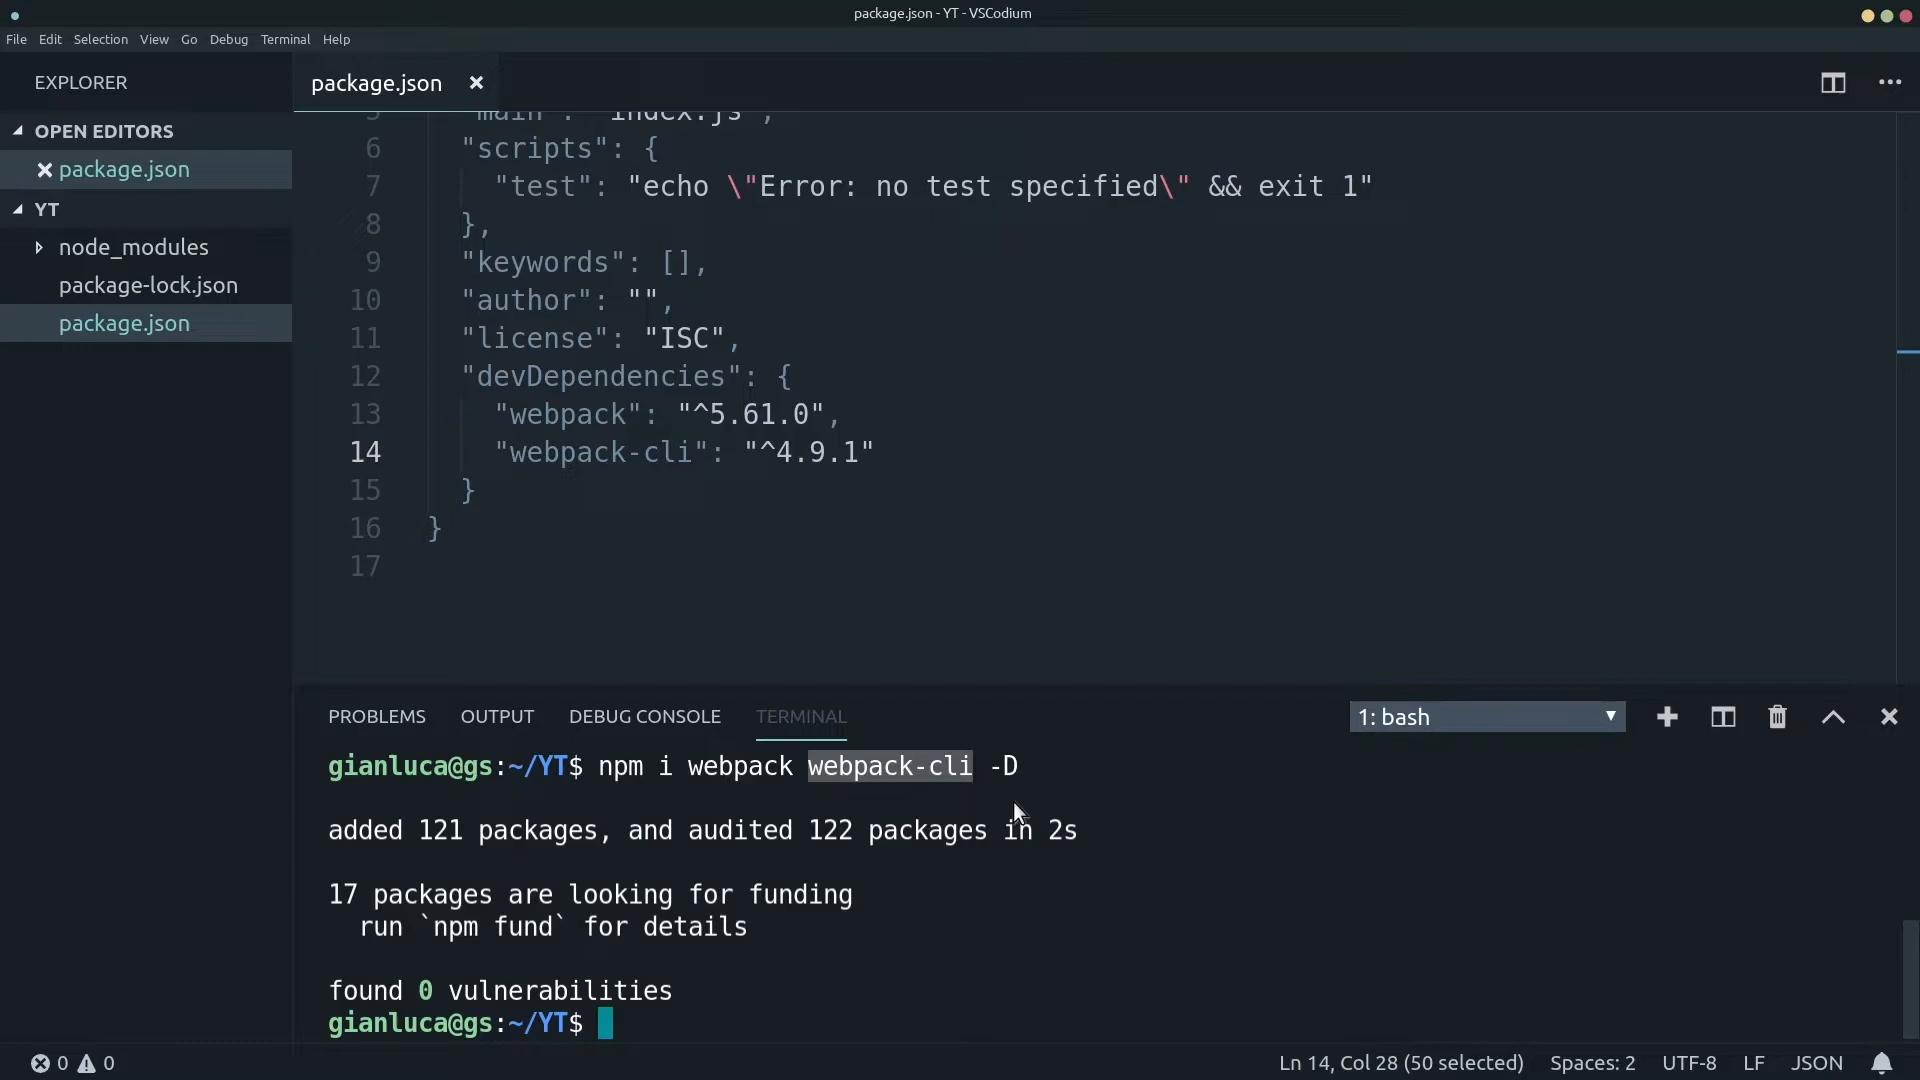 package.json - YT - VSCodium
File Edit Selection View Go Debug Terminal Help
EXPLORER
OPEN EDITORS
package.json
YT
node_modules
package-lock.json
package.json
package.json
5 "main": "index.js",
6 "scripts": {
7 "test": "echo \"Error: no test specified\" && exit 1"
8 },
9 "keywords": [],
10 "author": "",
11 "license": "ISC",
12 "devDependencies": {
13 "webpack": "^5.61.0",
14 "webpack-cli": "^4.9.1"
15 }
16 }
17
PROBLEMS OUTPUT DEBUG CONSOLE TERMINAL 1: bash
gianluca@gs:~/YT$ npm i webpack webpack-cli -D
added 121 packages, and audited 122 packages in 2s
17 packages are looking for funding
run `npm fund` for details
found 0 vulnerabilities
gianluca@gs:~/YT$
0 0 Ln 14, Col 28 (50 selected) Spaces: 2 UTF-8 LF JSON